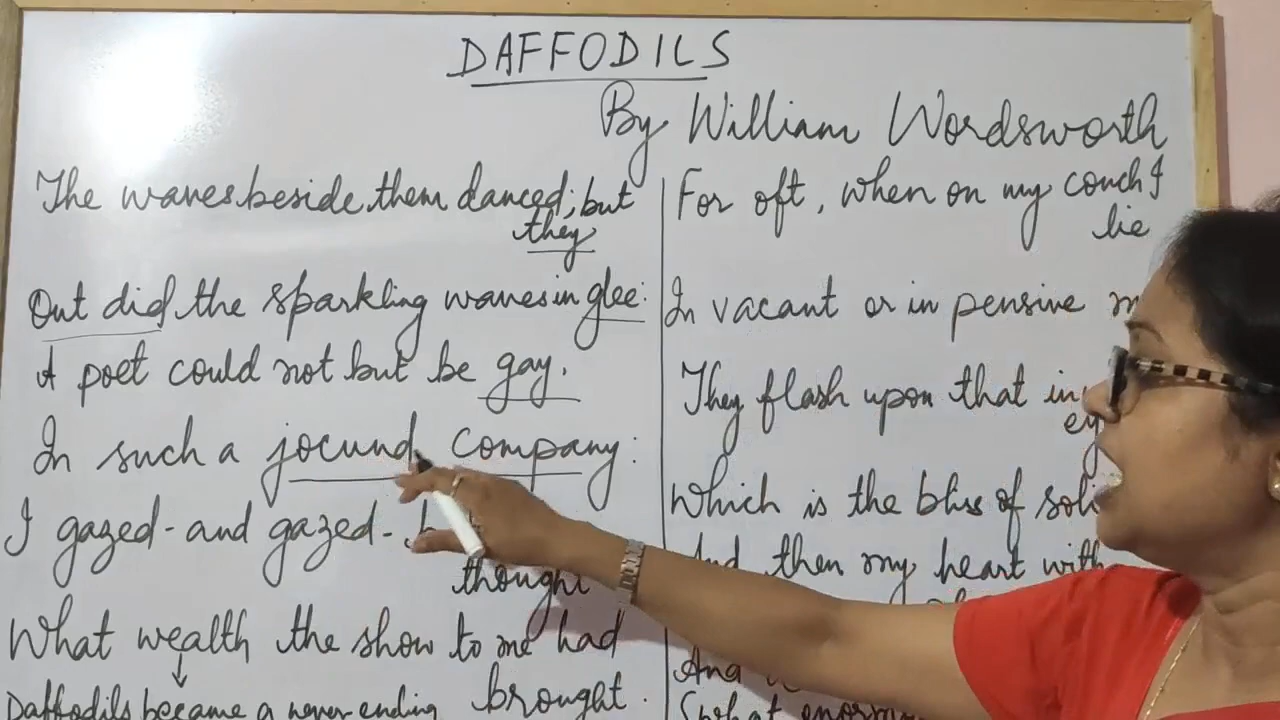 DAFFODILS
By William Wordsworth
The waves beside them danced; but
they
Out did the sparkling waves in glee:
A poet could not but be gay.
In such a jocund company:
I gazed - and gazed -
thought
What wealth the show to me had
brought.
Daffodils became a never ending
For oft, when on my couch I
lie
In vacant or in pensive
They flash upon that
Which is the bliss of
And then my heart with
And